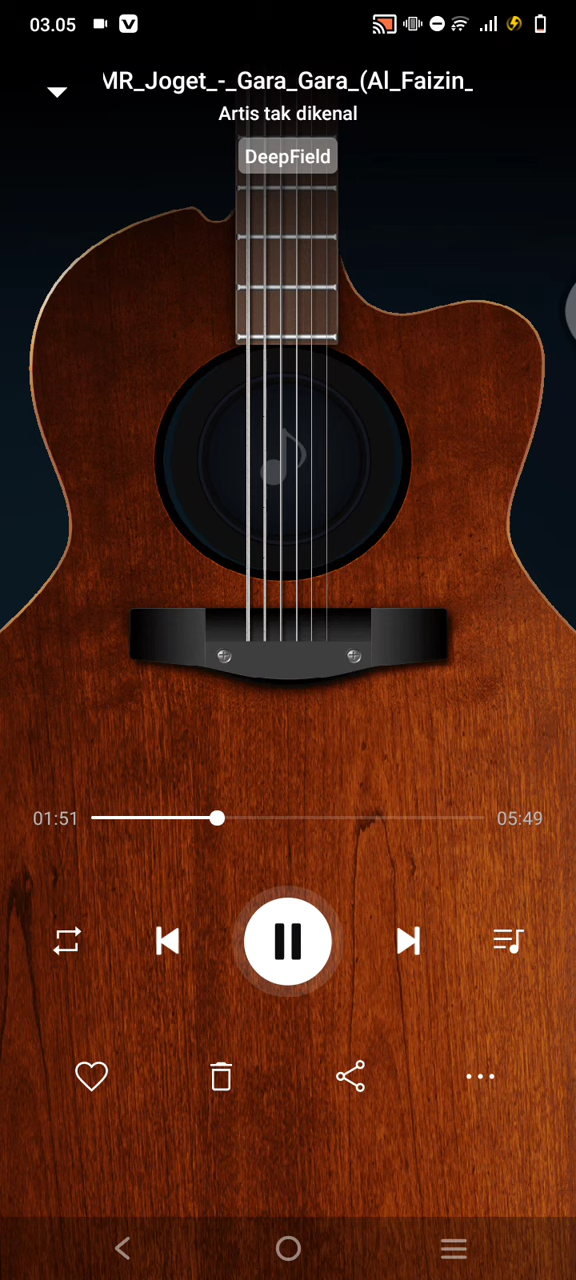 03.05
MR_Joget_-_Gara_Gara_(Al_Faizin_
Artis tak dikenal
DeepField
01:51
05:49